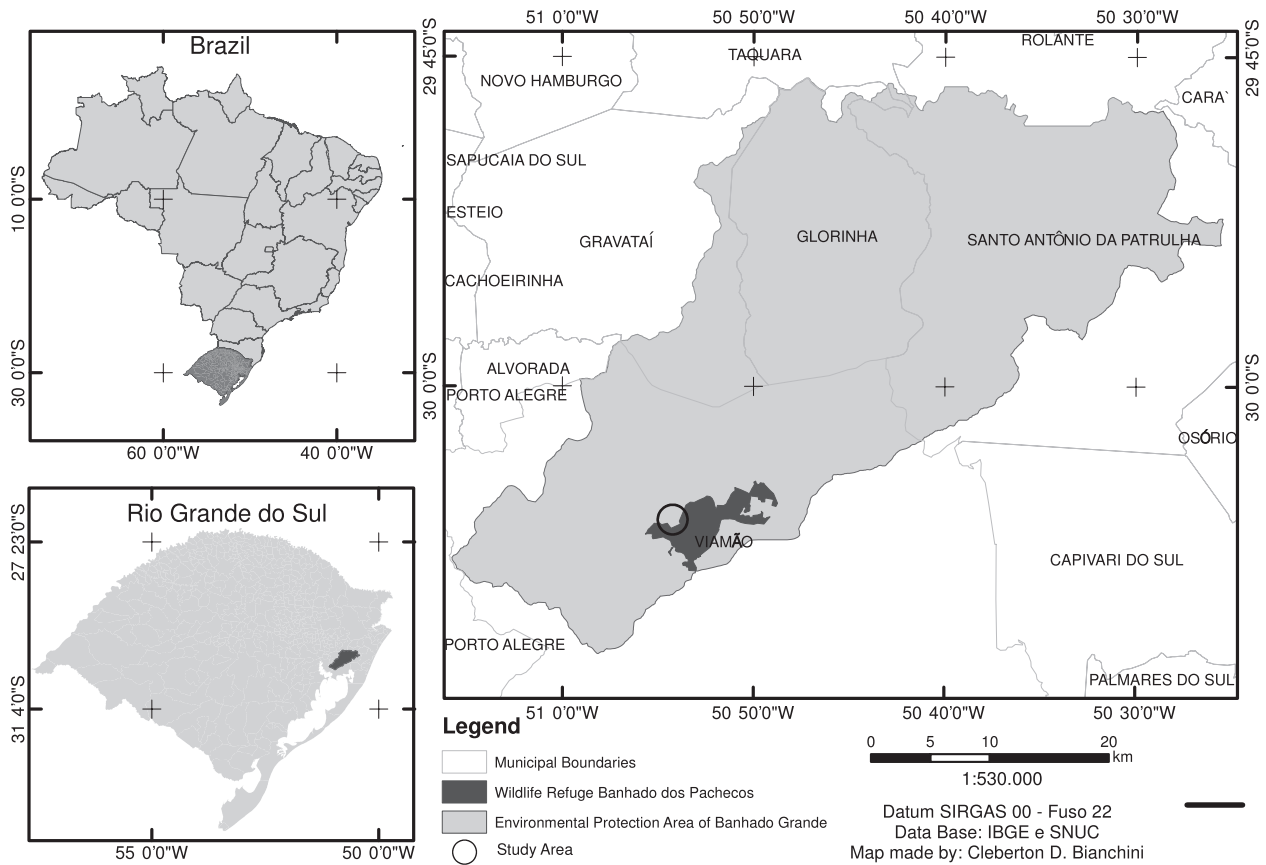 Brazil
10 0'0"S
30 0'0"S
60 0'0"W
40 0'0"W
Rio Grande do Sul
27 23'0"S
31 4'0"S
55 0'0"W
50 0'0"W
51 0'0"W
50 50'0"W
50 40'0"W
50 30'0"W
29 45'0"S
29 45'0"S
ROLANTE
TAQUARA
NOVO HAMBURGO
CARA`
SAPUCAIA DO SUL
ESTEIO
GRAVATAÍ
GLORINHA
SANTO ANTÔNIO DA PATRULHA
CACHOEIRINHA
ALVORADA
PORTO ALEGRE
30 0'0"S
30 0'0"S
OSÓRIO
VIAMÃO
CAPIVARI DO SUL
PORTO ALEGRE
PALMARES DO SUL
51 0'0"W
50 50'0"W
50 40'0"W
50 30'0"W
Legend
Municipal Boundaries
Wildlife Refuge Banhado dos Pachecos
Environmental Protection Area of Banhado Grande
Study Area
0 5 10 20
km
1:530.000
Datum SIRGAS 00 - Fuso 22
Data Base: IBGE e SNUC
Map made by: Cleberton D. Bianchini